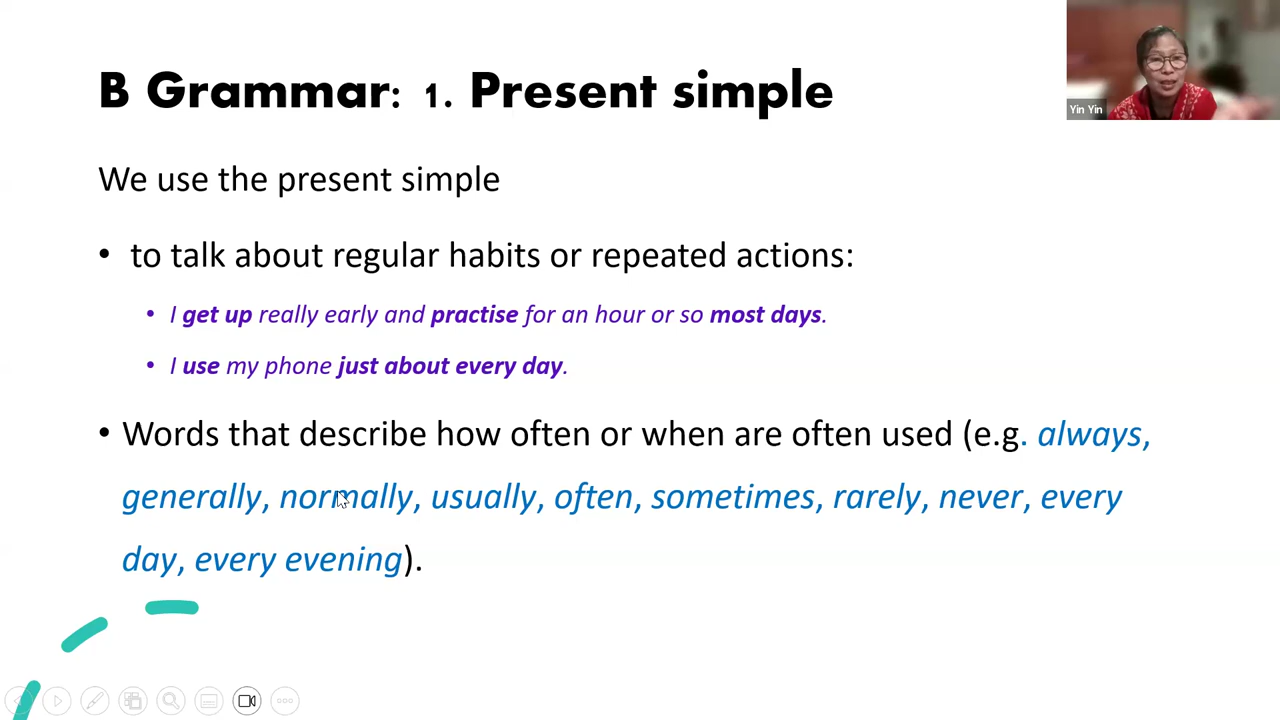 B Grammar: 1. Present simple
Yin Yin
We use the present simple
• to talk about regular habits or repeated actions:
• I get up really early and practise for an hour or so most days.
• I use my phone just about every day.
• Words that describe how often or when are often used (e.g. always,
generally, normally, usually, often, sometimes, rarely, never, every
day, every evening).